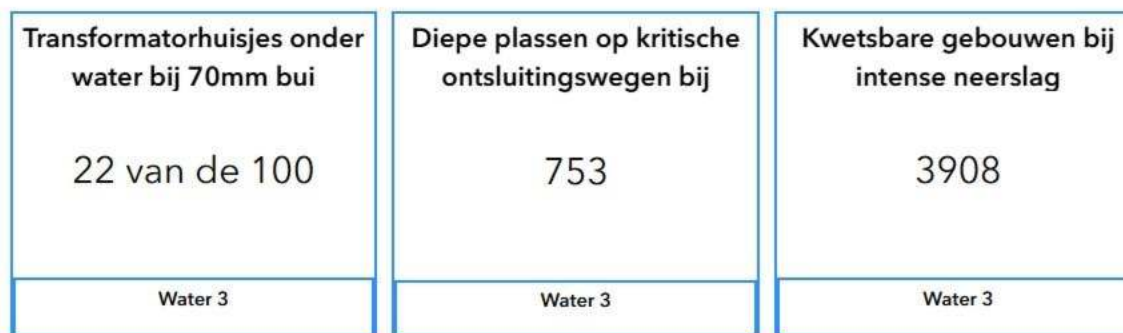 Transformatorhuisjes onder
water bij 70mm bui
22 van de 100
Water 3
Diepe plassen op kritische
ontsluitingswegen bij
753
Water 3
Kwetsbare gebouwen bij
intense neerslag
3908
Water 3